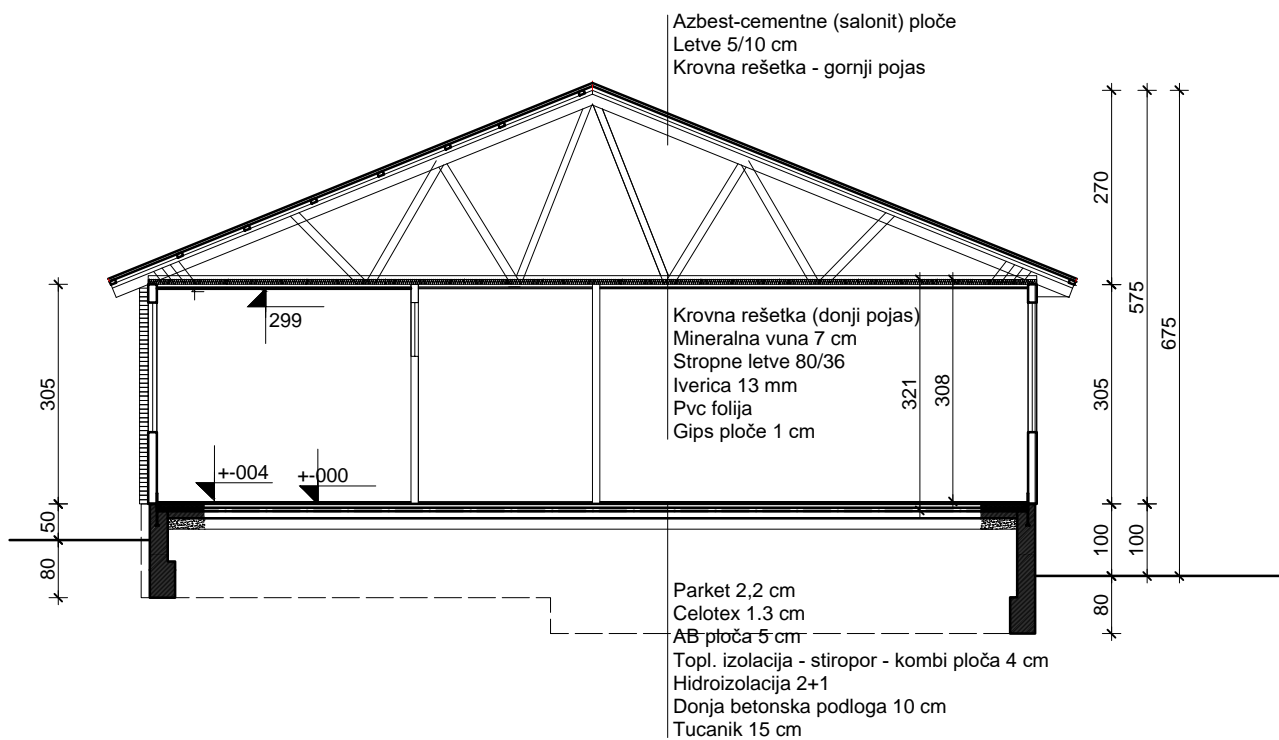 Azbest-cementne (salonit) ploče
Letve 5/10 cm
Krovna rešetka - gornji pojas
270
575
675
299
Krovna rešetka (donji pojas)
Mineralna vuna 7 cm
Stropne letve 80/36
Iverica 13 mm
Pvc folija
Gips ploče 1 cm
321
308
305
305
+-004
+-000
50
80
100
100
80
Parket 2,2 cm
Celotex 1.3 cm
AB ploča 5 cm
Topl. izolacija - stiropor - kombi ploča 4 cm
Hidroizolacija 2+1
Donja betonska podloga 10 cm
Tucanik 15 cm